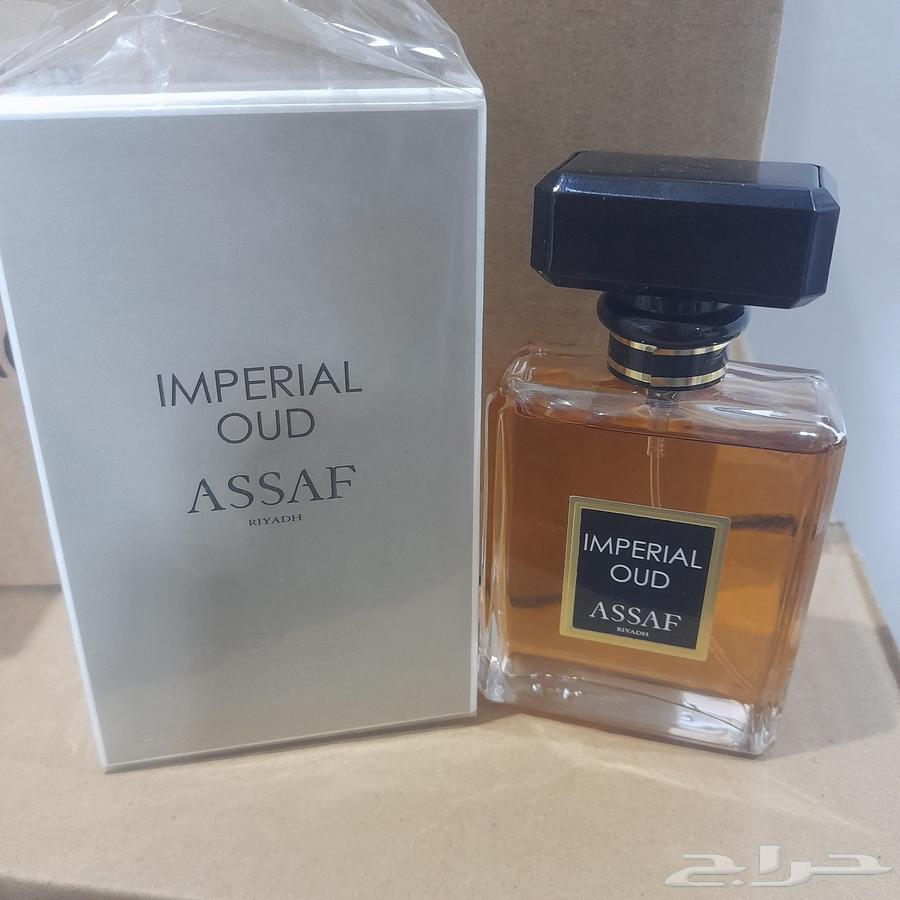 IMPERIAL
OUD
ASSAF
RIYADH
IMPERIAL
OUD
ASSAF
RIYADH
حراج